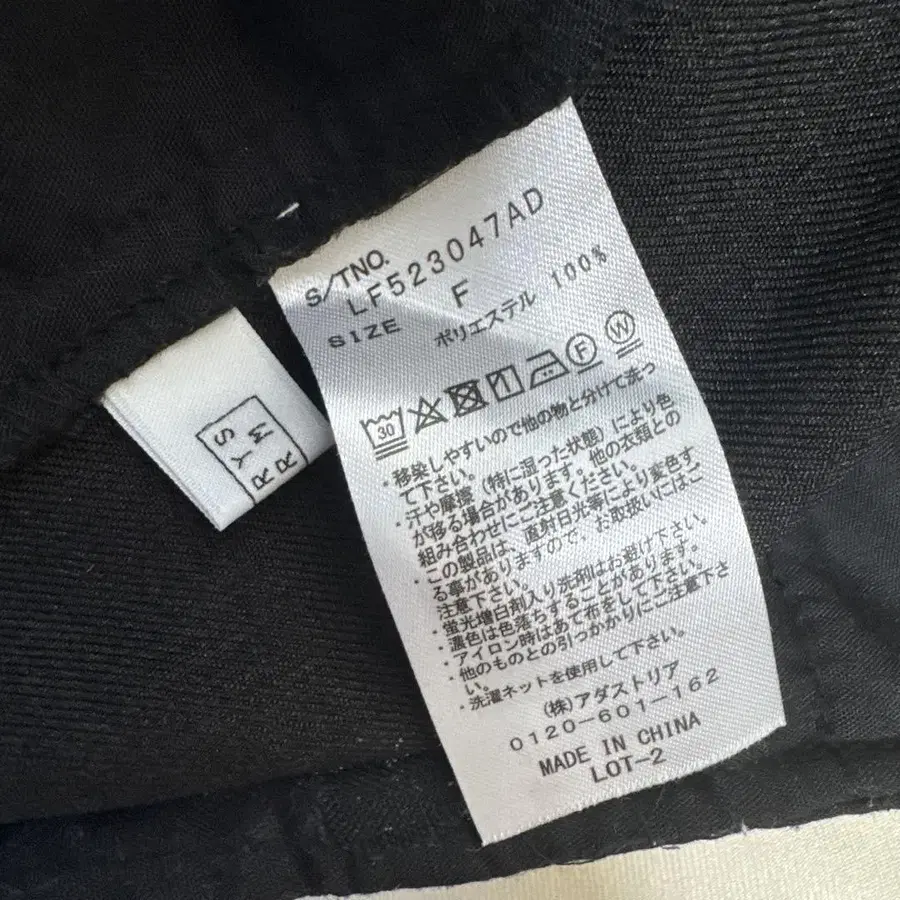 S/TNO.
LF523047AD
SIZE F
ポリエステル 100%
30
F
W
・移染しやすいので他の物と分けて洗っ
て下さい。
・汗や摩擦（特に湿った状態）により色
が移る場合があります。他の衣類との
組み合わせにご注意ください。
・この製品は、直射日光等により変色す
る事がありますので、お取扱いにはご
注意下さい。
・蛍光増白剤入り洗剤はお避け下さい。
・濃色は色落ちすることがあります。
・アイロン時はあて布をして下さい。
・他のものとの引っかかりにご注意下さ
い。
・洗濯ネットを使用して下さい。
(株)アダストリア
0120-601-162
MADE IN CHINA
LOT-2
S
M
Y
RR